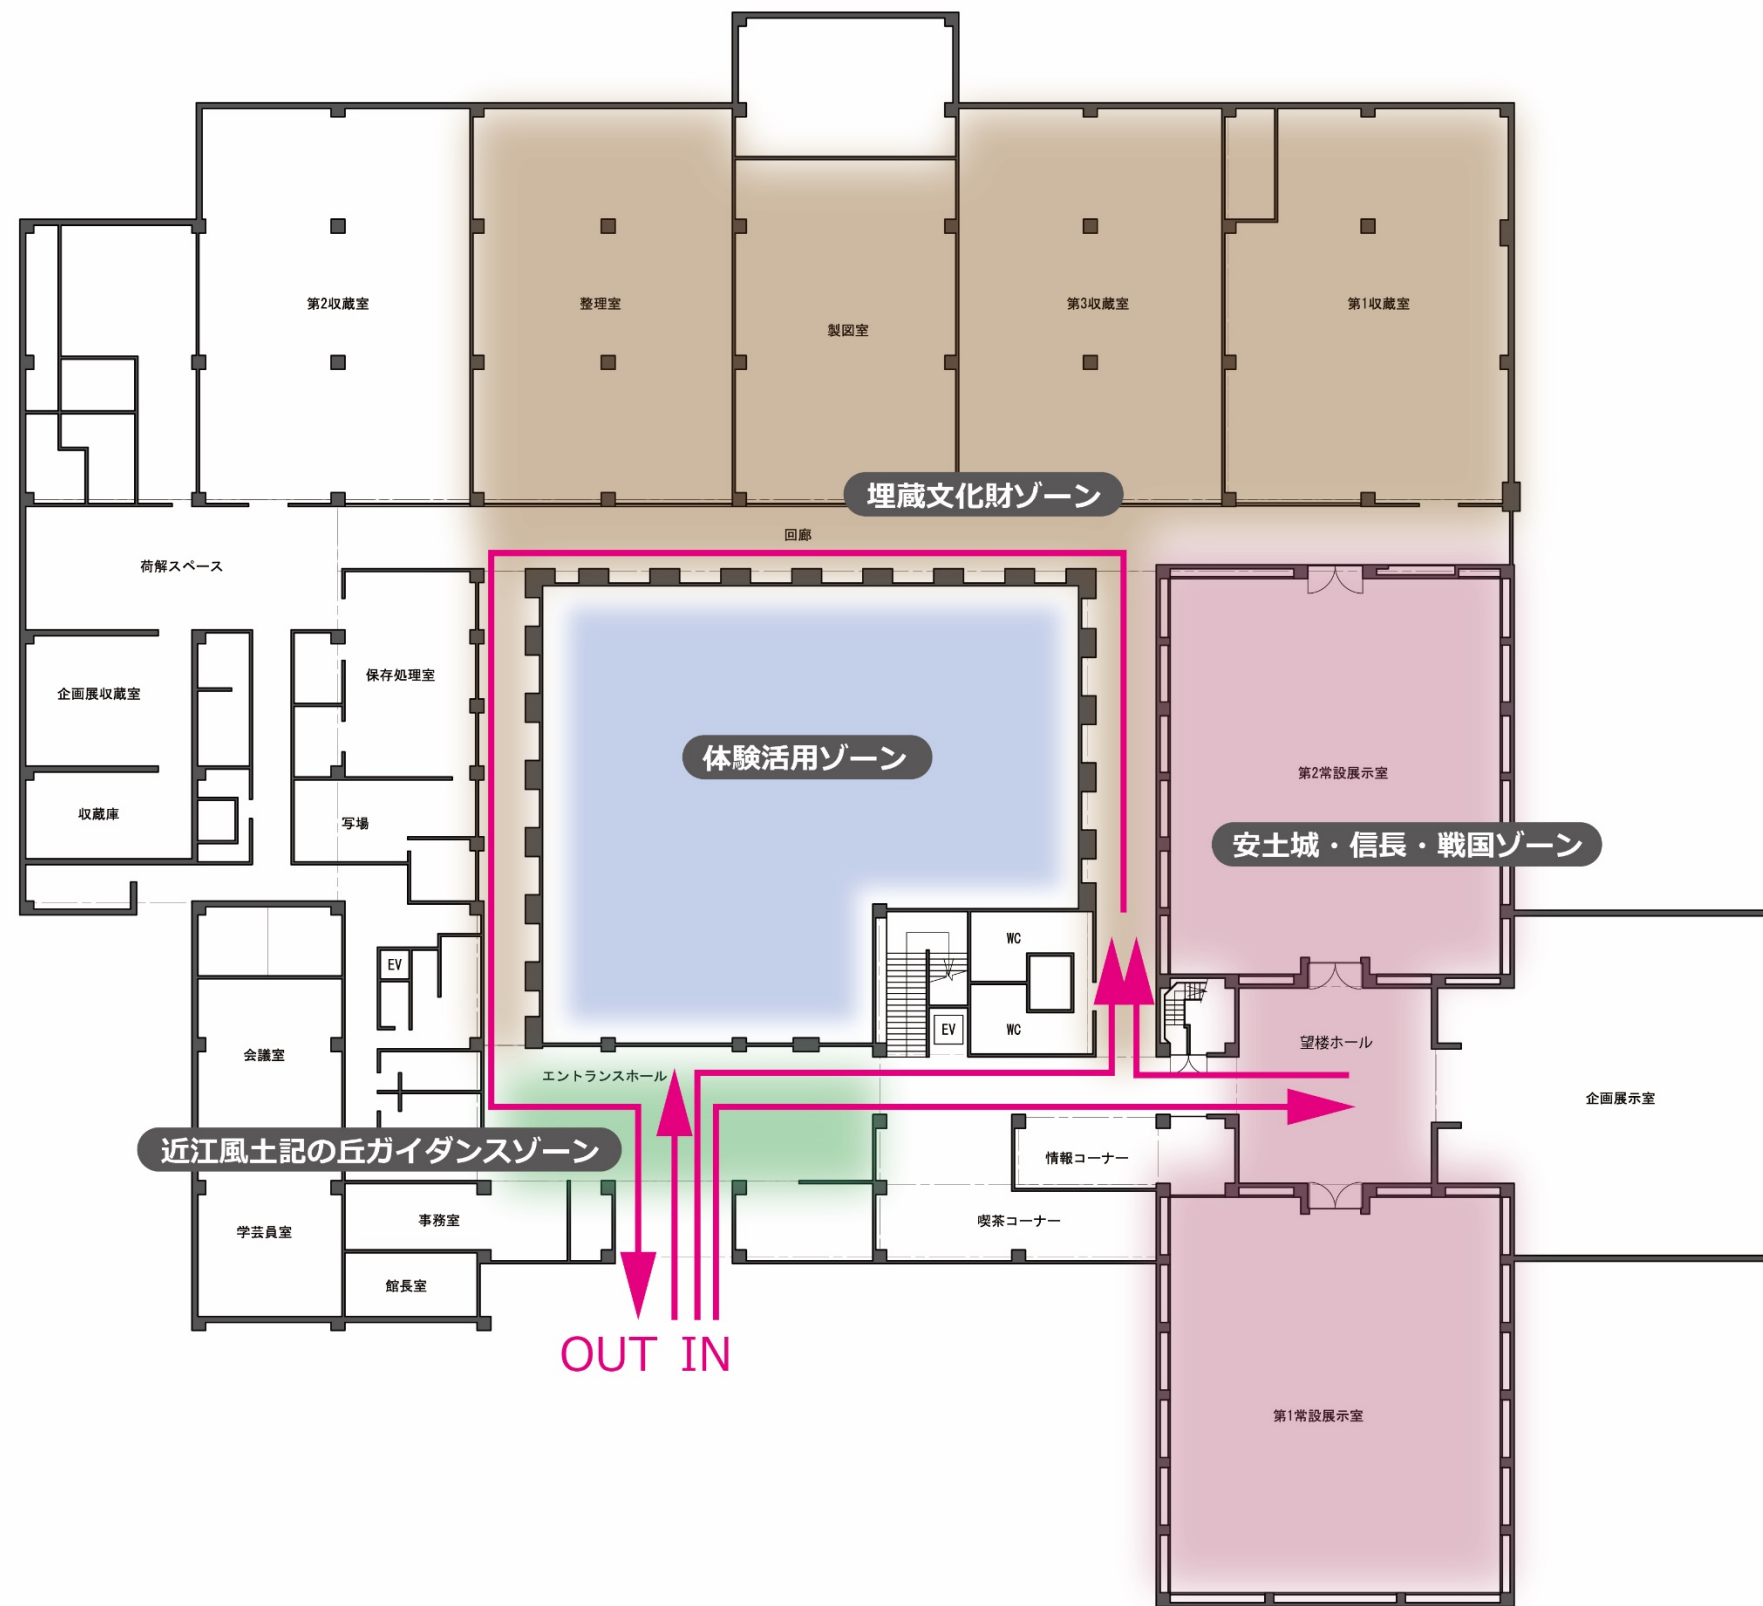 第2収蔵室
整理室
製図室
第3収蔵室
第1収蔵室
埋蔵文化財ゾーン
回廊
荷解スペース
保存処理室
企画展収蔵室
体験活用ゾーン
第2常設展示室
収蔵庫
写場
安土城・信長・戦国ゾーン
WC
EV
EV
WC
会議室
エントランスホール
望楼ホール
企画展示室
近江風土記の丘ガイダンスゾーン
情報コーナー
事務室
喫茶コーナー
学芸員室
館長室
OUT IN
第1常設展示室